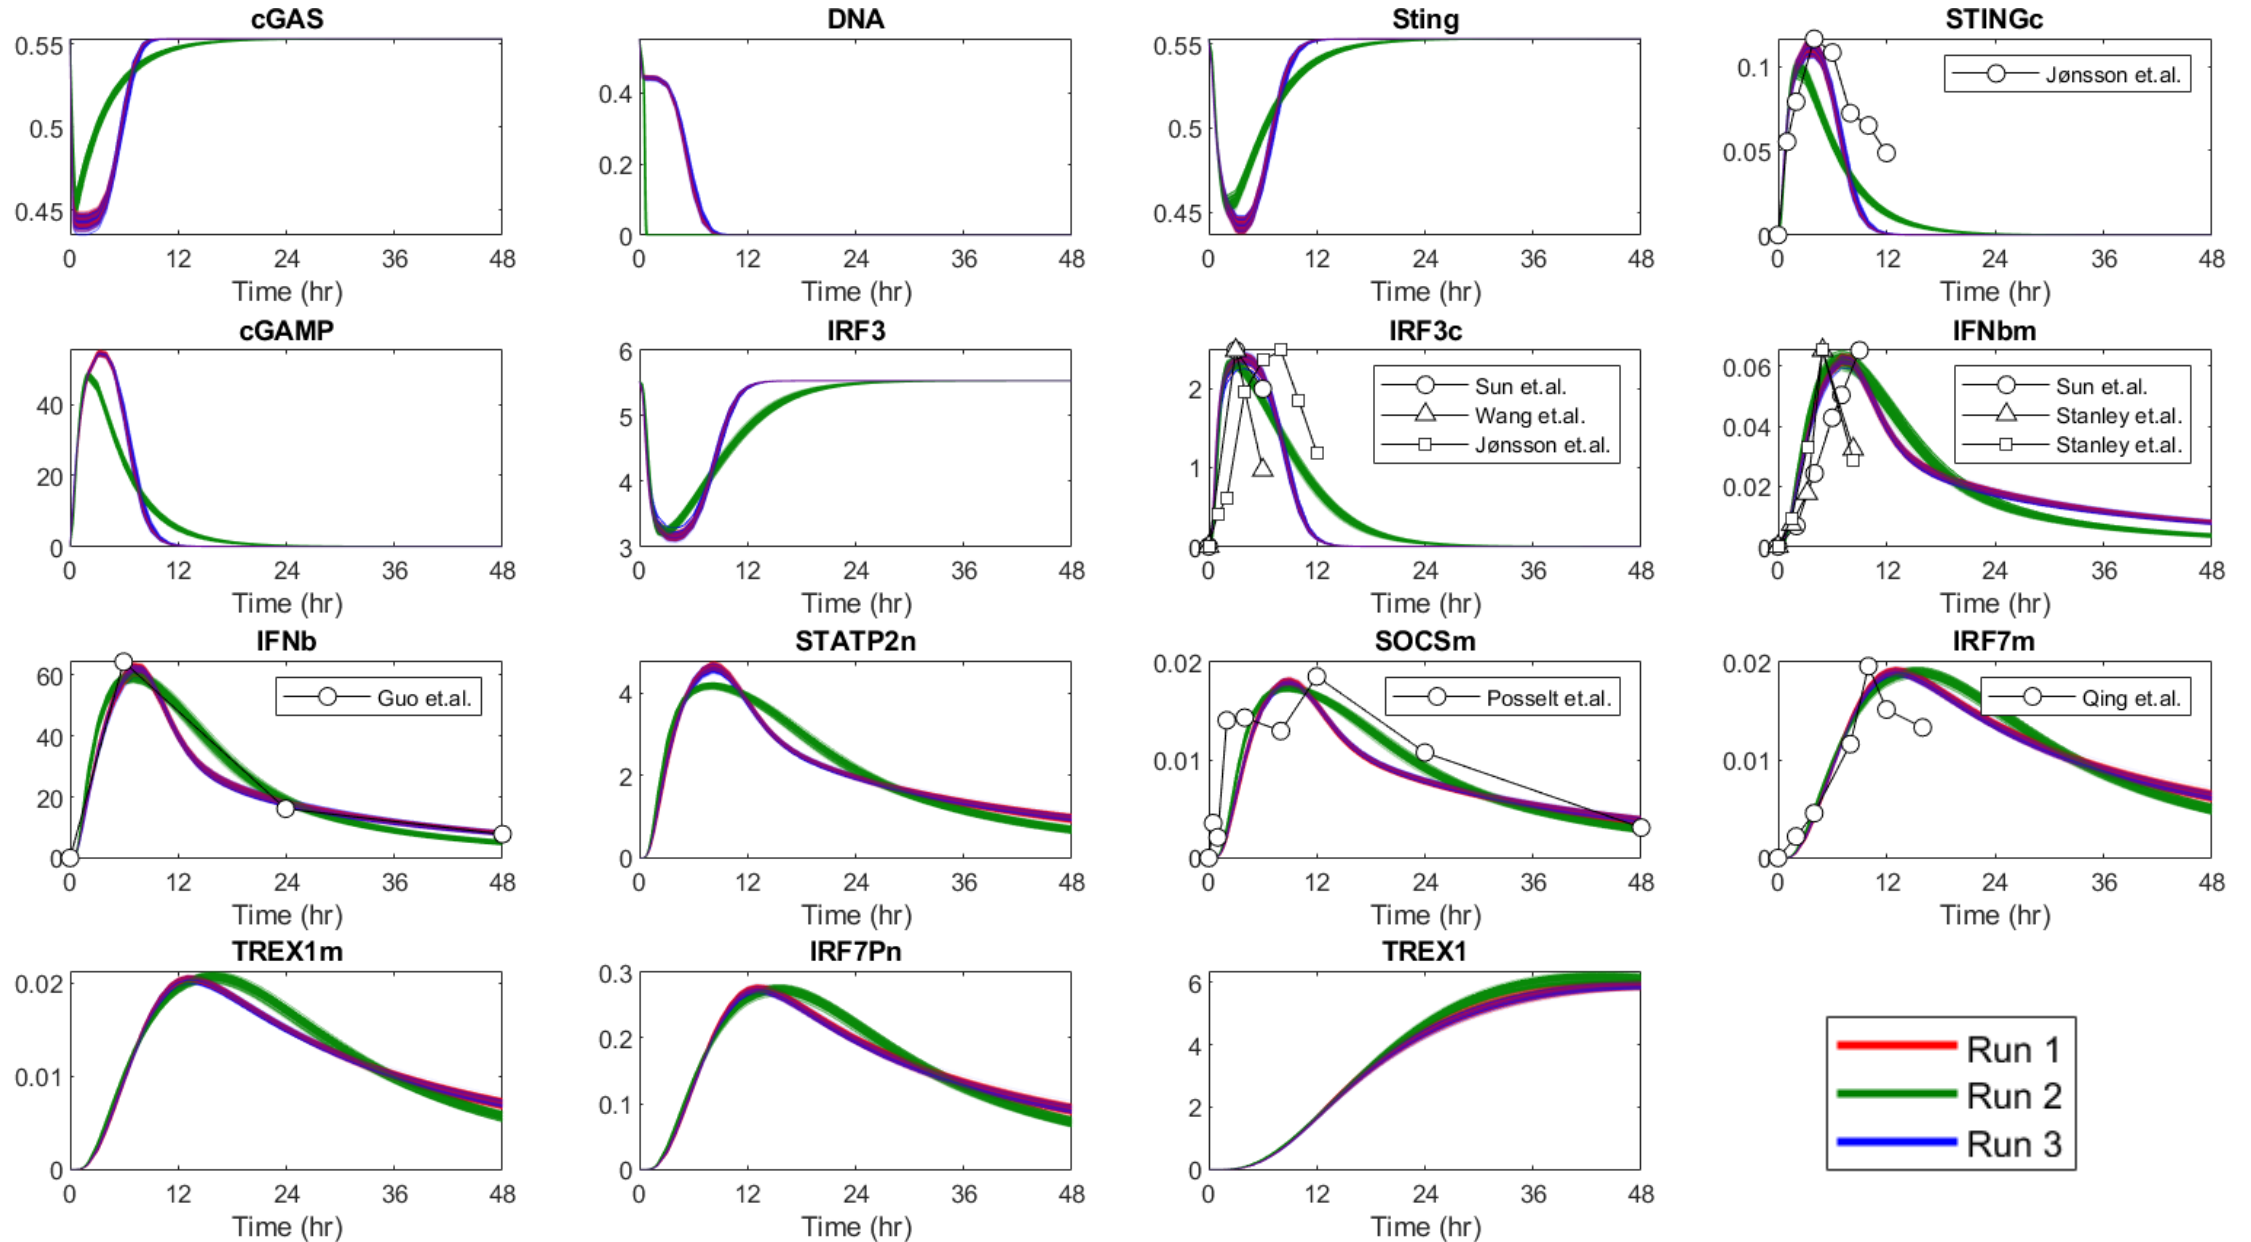 cGAS
0.55
0.5
0.45
0 12 24 36 48
Time (hr)
DNA
0.4
0.2
0
0 12 24 36 48
Time (hr)
Sting
0.55
0.5
0.45
0 12 24 36 48
Time (hr)
STINGc
0.1
0.05
0
Jønsson et.al.
0 12 24 36 48
Time (hr)
cGAMP
40
20
0
0 12 24 36 48
Time (hr)
IRF3
6
5
4
3
0 12 24 36 48
Time (hr)
IRF3c
2
1
0
Sun et.al.
Wang et.al.
Jønsson et.al.
0 12 24 36 48
Time (hr)
IFNbm
0.06
0.04
0.02
0
Sun et.al.
Stanley et.al.
Stanley et.al.
0 12 24 36 48
Time (hr)
IFNb
60
40
20
0
Guo et.al.
0 12 24 36 48
Time (hr)
STATP2n
4
2
0
0 12 24 36 48
Time (hr)
SOCSm
0.02
0.01
0
Posselt et.al.
0 12 24 36 48
Time (hr)
IRF7m
0.02
0.01
0
Qing et.al.
0 12 24 36 48
Time (hr)
TREX1m
0.02
0.01
0
0 12 24 36 48
Time (hr)
IRF7Pn
0.3
0.2
0.1
0
0 12 24 36 48
Time (hr)
TREX1
6
4
2
0
0 12 24 36 48
Time (hr)
Run 1
Run 2
Run 3